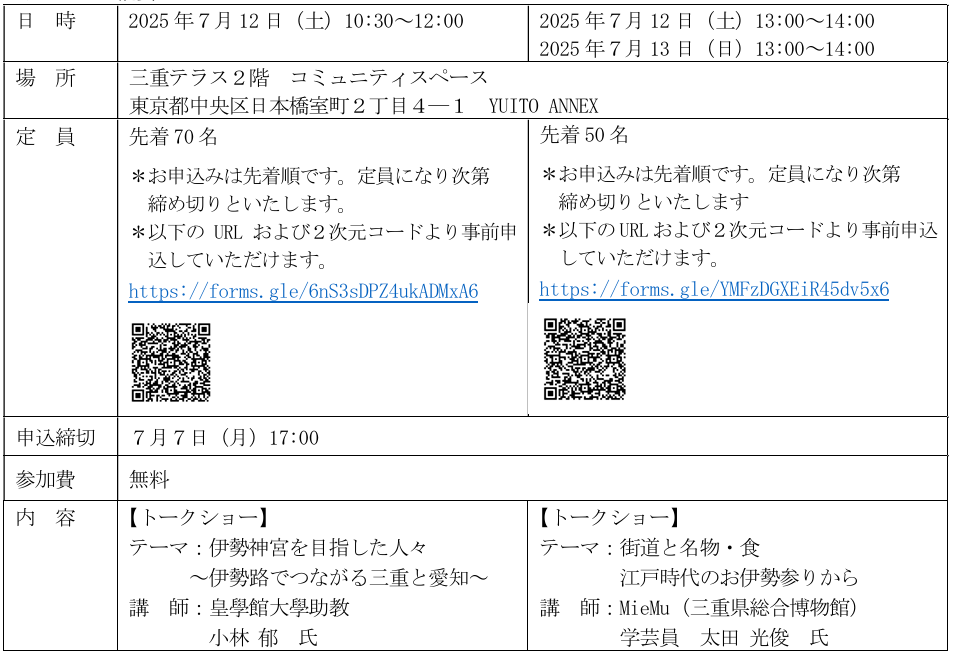 日　時
2025 年７月 12 日（土）10:30～12:00
2025 年７月 12 日（土）13:00～14:00
2025 年７月 13 日（日）13:00～14:00
場　所
三重テラス２階　コミュニティスペース
東京都中央区日本橋室町２丁目４―１　YUITO ANNEX
定　員
先着 70 名
＊お申込みは先着順です。定員になり次第
締め切りといたします。
＊以下の URL および２次元コードより事前申
込していただけます。
https://forms.gle/6nS3sDPZ4ukADMxA6
先着 50 名
＊お申込みは先着順です。定員になり次第
締め切りといたします
＊以下の URL および２次元コードより事前申込
していただけます。
https://forms.gle/YMFzDGXEiR45dv5x6
申込締切
７月７日（月）17:00
参加費
無料
内　容
【トークショー】
テーマ：伊勢神宮を目指した人々
～伊勢路でつながる三重と愛知～
講　師：皇學館大學助教
小林 郁　氏
【トークショー】
テーマ：街道と名物・食
江戸時代のお伊勢参りから
講　師：MieMu（三重県総合博物館）
学芸員　太田 光俊　氏